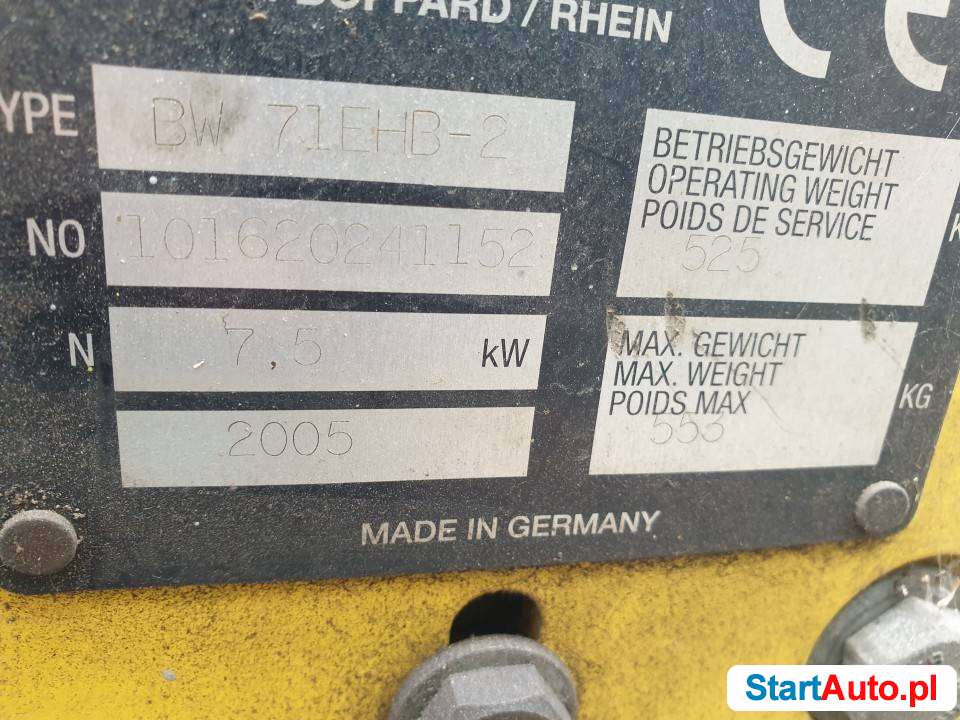 BOPPARD / RHEIN
CE
TYPE BW 71EHB-2
NO 101620241152
N 7,5 kW
2005
BETRIEBSGEWICHT
OPERATING WEIGHT
POIDS DE SERVICE
525
MAX. GEWICHT
MAX. WEIGHT
POIDS MAX
553
KG
MADE IN GERMANY
StartAuto.pl